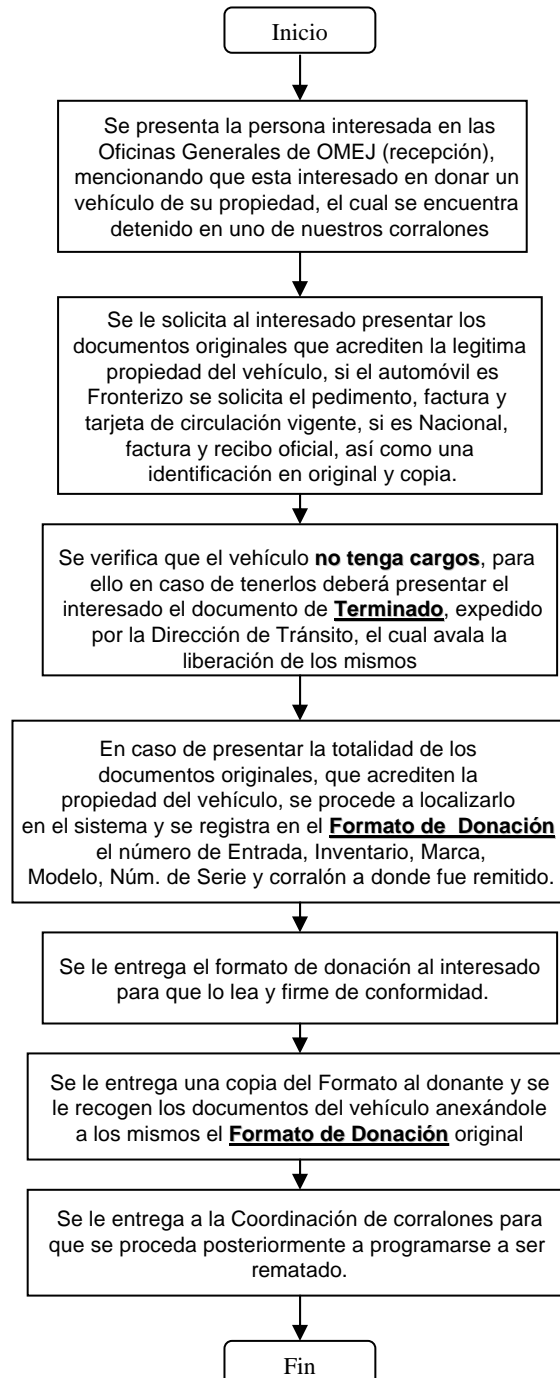 Inicio
Se presenta la persona interesada en las
Oficinas Generales de OMEJ (recepción),
mencionando que esta interesado en donar un
vehículo de su propiedad, el cual se encuentra
detenido en uno de nuestros corralones
Se le solicita al interesado presentar los
documentos originales que acrediten la legitima
propiedad del vehículo, si el automóvil es
Fronterizo se solicita el pedimento, factura y
tarjeta de circulación vigente, si es Nacional,
factura y recibo oficial, así como una
identificación en original y copia.
Se verifica que el vehículo no tenga cargos, para
ello en caso de tenerlos deberá presentar el
interesado el documento de Terminado, expedido
por la Dirección de Tránsito, el cual avala la
liberación de los mismos
En caso de presentar la totalidad de los
documentos originales, que acrediten la
propiedad del vehículo, se procede a localizarlo
en el sistema y se registra en el Formato de Donación
el número de Entrada, Inventario, Marca,
Modelo, Núm. de Serie y corralón a donde fue remitido.
Se le entrega el formato de donación al interesado
para que lo lea y firme de conformidad.
Se le entrega una copia del Formato al donante y se
le recogen los documentos del vehículo anexándole
a los mismos el Formato de Donación original
Se le entrega a la Coordinación de corralones para
que se proceda posteriormente a programarse a ser
rematado.
Fin